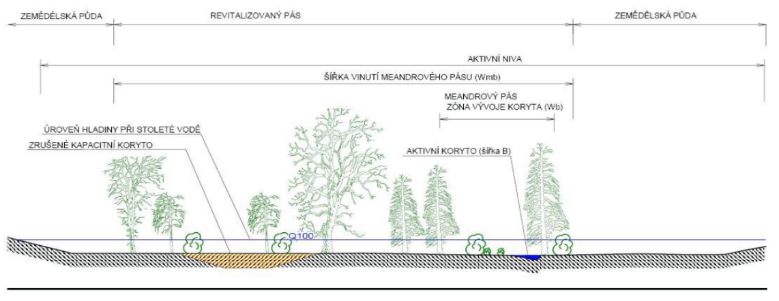 ZEMĚDĚLSKÁ PŮDA
REVITALIZOVANÝ PÁS
ZEMĚDĚLSKÁ PŮDA
AKTIVNÍ NIVA
ŠÍŘKA VINUTÍ MEANDROVÉHO PÁSU (Wmb)
MEANDROVÝ PÁS
ZÓNA VÝVOJE KORYTA (Wb)
ÚROVEŇ HLADINY PŘI STOLETÉ VODĚ
ZRUŠENÉ KAPACITNÍ KORYTO
AKTIVNÍ KORYTO (šířka B)
Q100